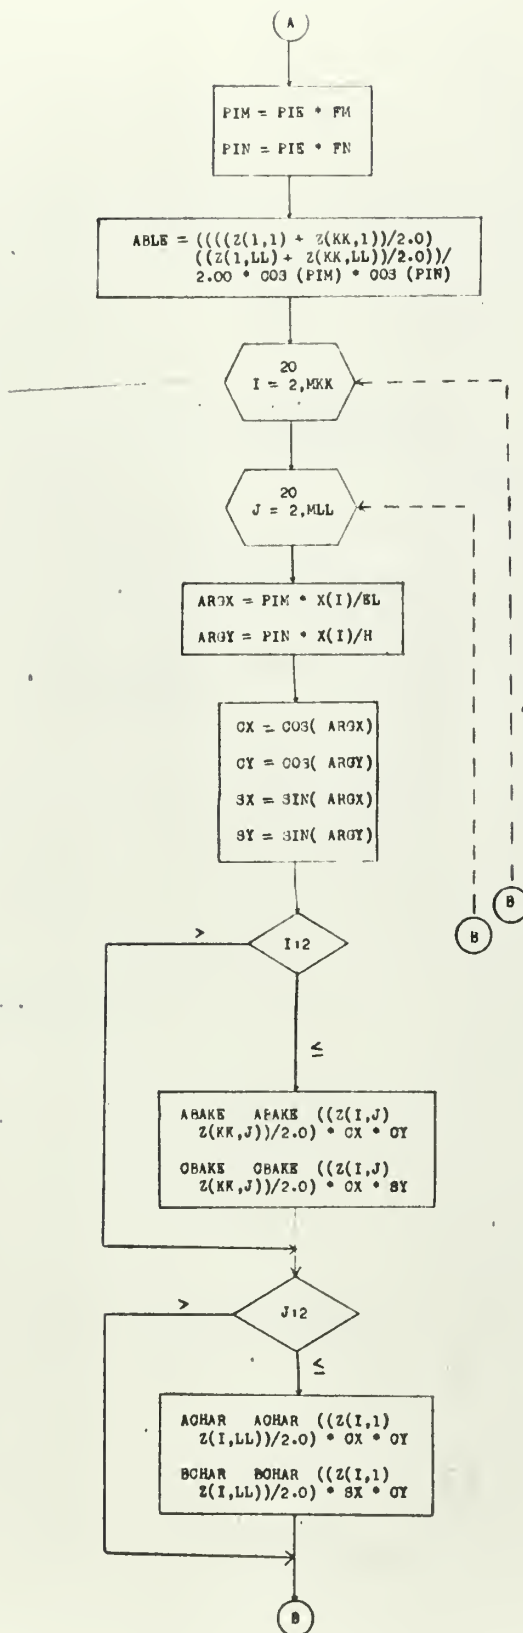 A
PIM = PIE * FM
PIN = PIE * FN
ABLE = ((((Z(1,1) + Z(KK,1))/2.0)
((Z(1,LL) + Z(KK,LL))/2.0))/
2.00 * COS (PIM) * COS (PIN)
20
I = 2,MKK
20
J = 2,MLL
ARGX = PIM * X(I)/EL
ARGY = PIN * X(I)/H
CX = COS( ARGX)
CY = COS( ARGY)
SX = SIN( ARGX)
SY = SIN( ARGY)
B
B
I:2
>
≤
ABAKE ABAKE ((Z(I,J)
Z(KK,J))/2.0) * CX * CY
CBAKE CBAKE ((Z(I,J)
Z(KK,J))/2.0) * CX * SY
J:2
>
≤
ACHAR ACHAR ((Z(I,1)
Z(I,LL))/2.0) * CX * CY
BCHAR BCHAR ((Z(I,1)
Z(I,LL))/2.0) * SX * CY
B